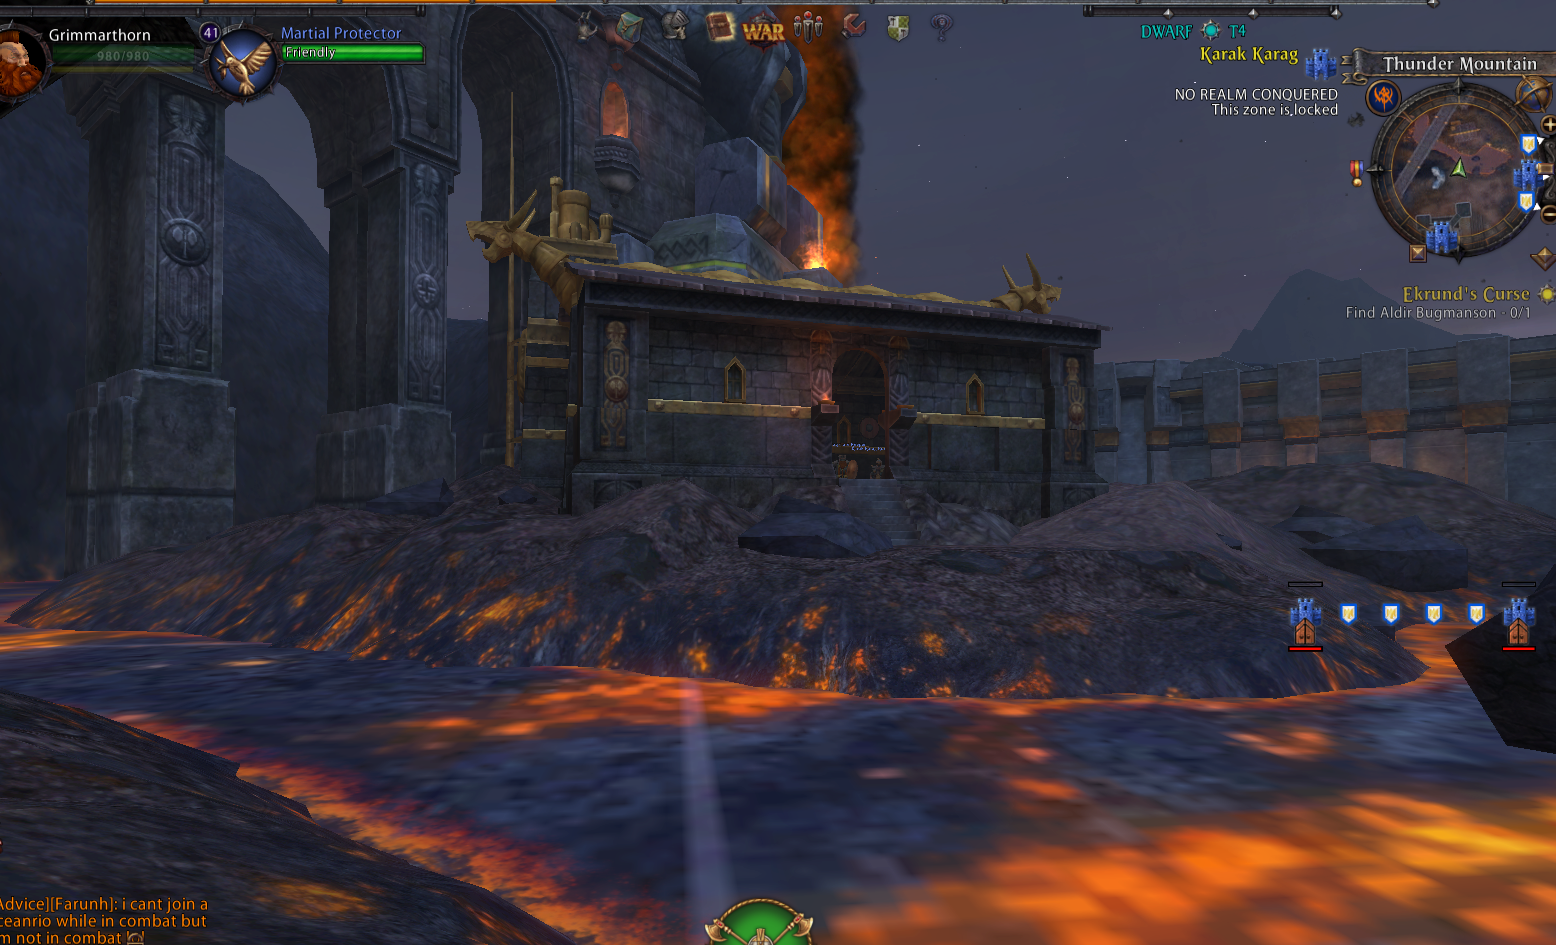 Grimmarthorn
980/980
41
Martial Protector
Friendly
WAR
DWARF T4
Karak Karag
Thunder Mountain
NO REALM CONQUERED
This zone is locked
Ekrund's Curse
Find Aldir Bugmanson - 0/1
Advice][Farunh]: i cant join a
ceanrio while in combat but
m not in combat